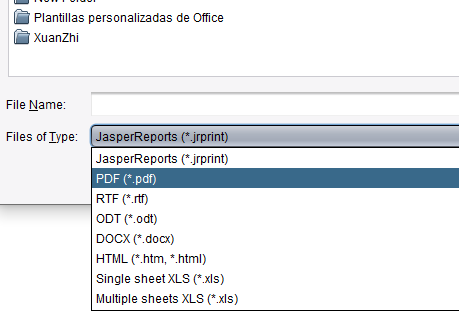 New Folder
Plantillas personalizadas de Office
XuanZhi
File Name:
Files of Type: JasperReports (*.jrprint)
JasperReports (*.jrprint)
PDF (*.pdf)
RTF (*.rtf)
ODT (*.odt)
DOCX (*.docx)
HTML (*.htm, *.html)
Single sheet XLS (*.xls)
Multiple sheets XLS (*.xls)